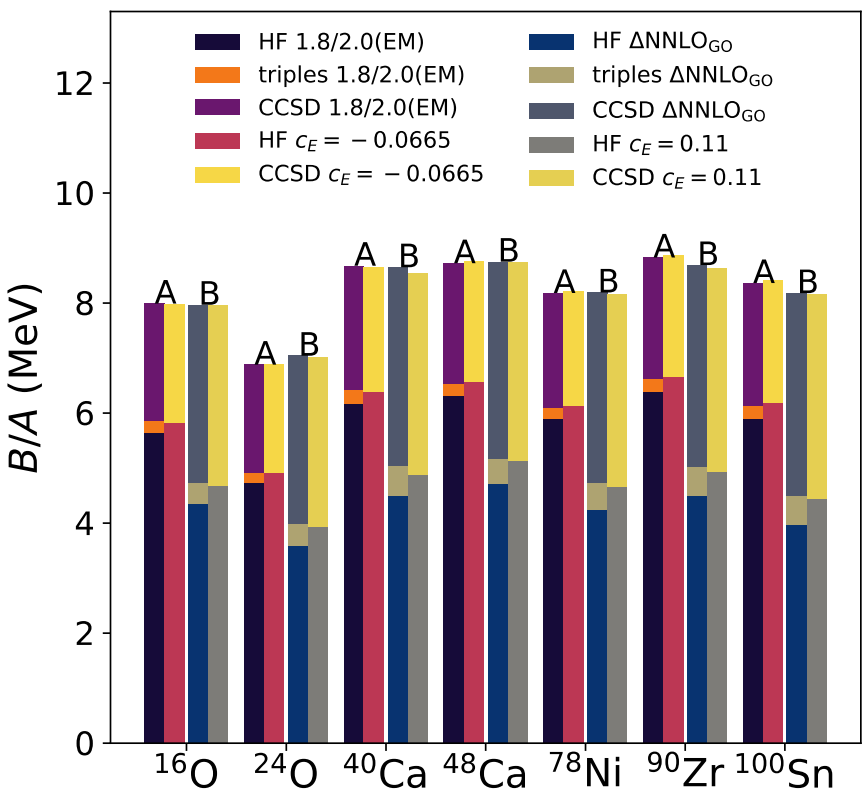 HF 1.8/2.0(EM)
triples 1.8/2.0(EM)
CCSD 1.8/2.0(EM)
HF c_E = − 0.0665
CCSD c_E = − 0.0665
HF ΔNNLO_GO
triples ΔNNLO_GO
CCSD ΔNNLO_GO
HF c_E = 0.11
CCSD c_E = 0.11
B/A (MeV)
12
10
8
6
4
2
0
A B
A B
A B
A B
A B
A B
A B
¹⁶O ²⁴O ⁴⁰Ca ⁴⁸Ca ⁷⁸Ni ⁹⁰Zr ¹⁰⁰Sn